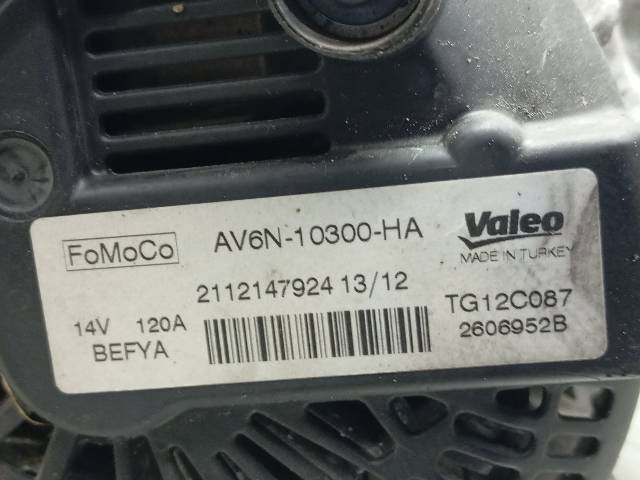 FoMoCo
AV6N-10300-HA
Valeo
MADE IN TURKEY
2112147924 13/12
14V 120A
BEFYA
TG12C087
2606952B